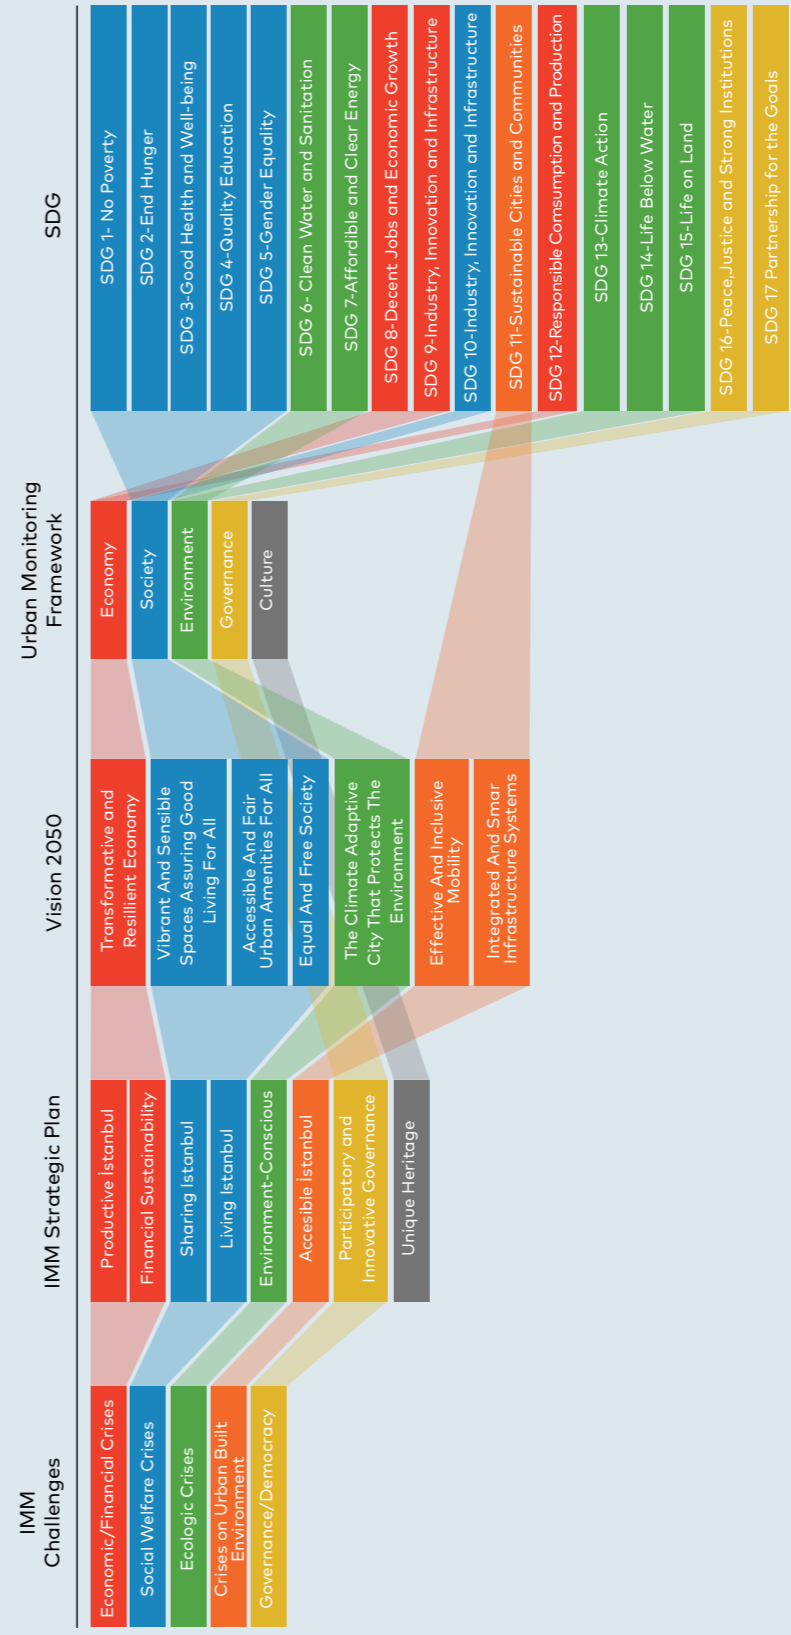 IMM
Challenges
Economic/Financial Crises
Social Welfare Crises
Ecologic Crises
Crises on Urban Built
Environment
Governance/Democracy
IMM Strategic Plan
Productive İstanbul
Financial Sustainability
Sharing Istanbul
Living Istanbul
Environment-Conscious
Accesible İstanbul
Participatory and
Innovative Governance
Unique Heritage
Vision 2050
Transformative and
Resillient Economy
Vibrant And Sensible
Spaces Assuring Good
Living For All
Accessible And Fair
Urban Amenities For All
Equal And Free Society
The Climate Adaptive
City That Protects The
Environment
Effective And Inclusive
Mobility
Integrated And Smar
Infrastructure Systems
Urban Monitoring
Framework
Economy
Society
Environment
Governance
Culture
SDG
SDG 1- No Poverty
SDG 2-End Hunger
SDG 3-Good Health and Well-being
SDG 4-Quality Education
SDG 5-Gender Equality
SDG 6- Clean Water and Sanitation
SDG 7-Affordible and Clear Energy
SDG 8-Decent Jobs and Economic Growth
SDG 9-Industry, Innovation and Infrastructure
SDG 10-Industry, Innovation and Infrastructure
SDG 11-Sustainable Cities and Communities
SDG 12-Responsible Comsumption and Production
SDG 13-Climate Action
SDG 14-Life Below Water
SDG 15-Life on Land
SDG 16-Peace,Justice and Strong Institutions
SDG 17 Partnership for the Goals